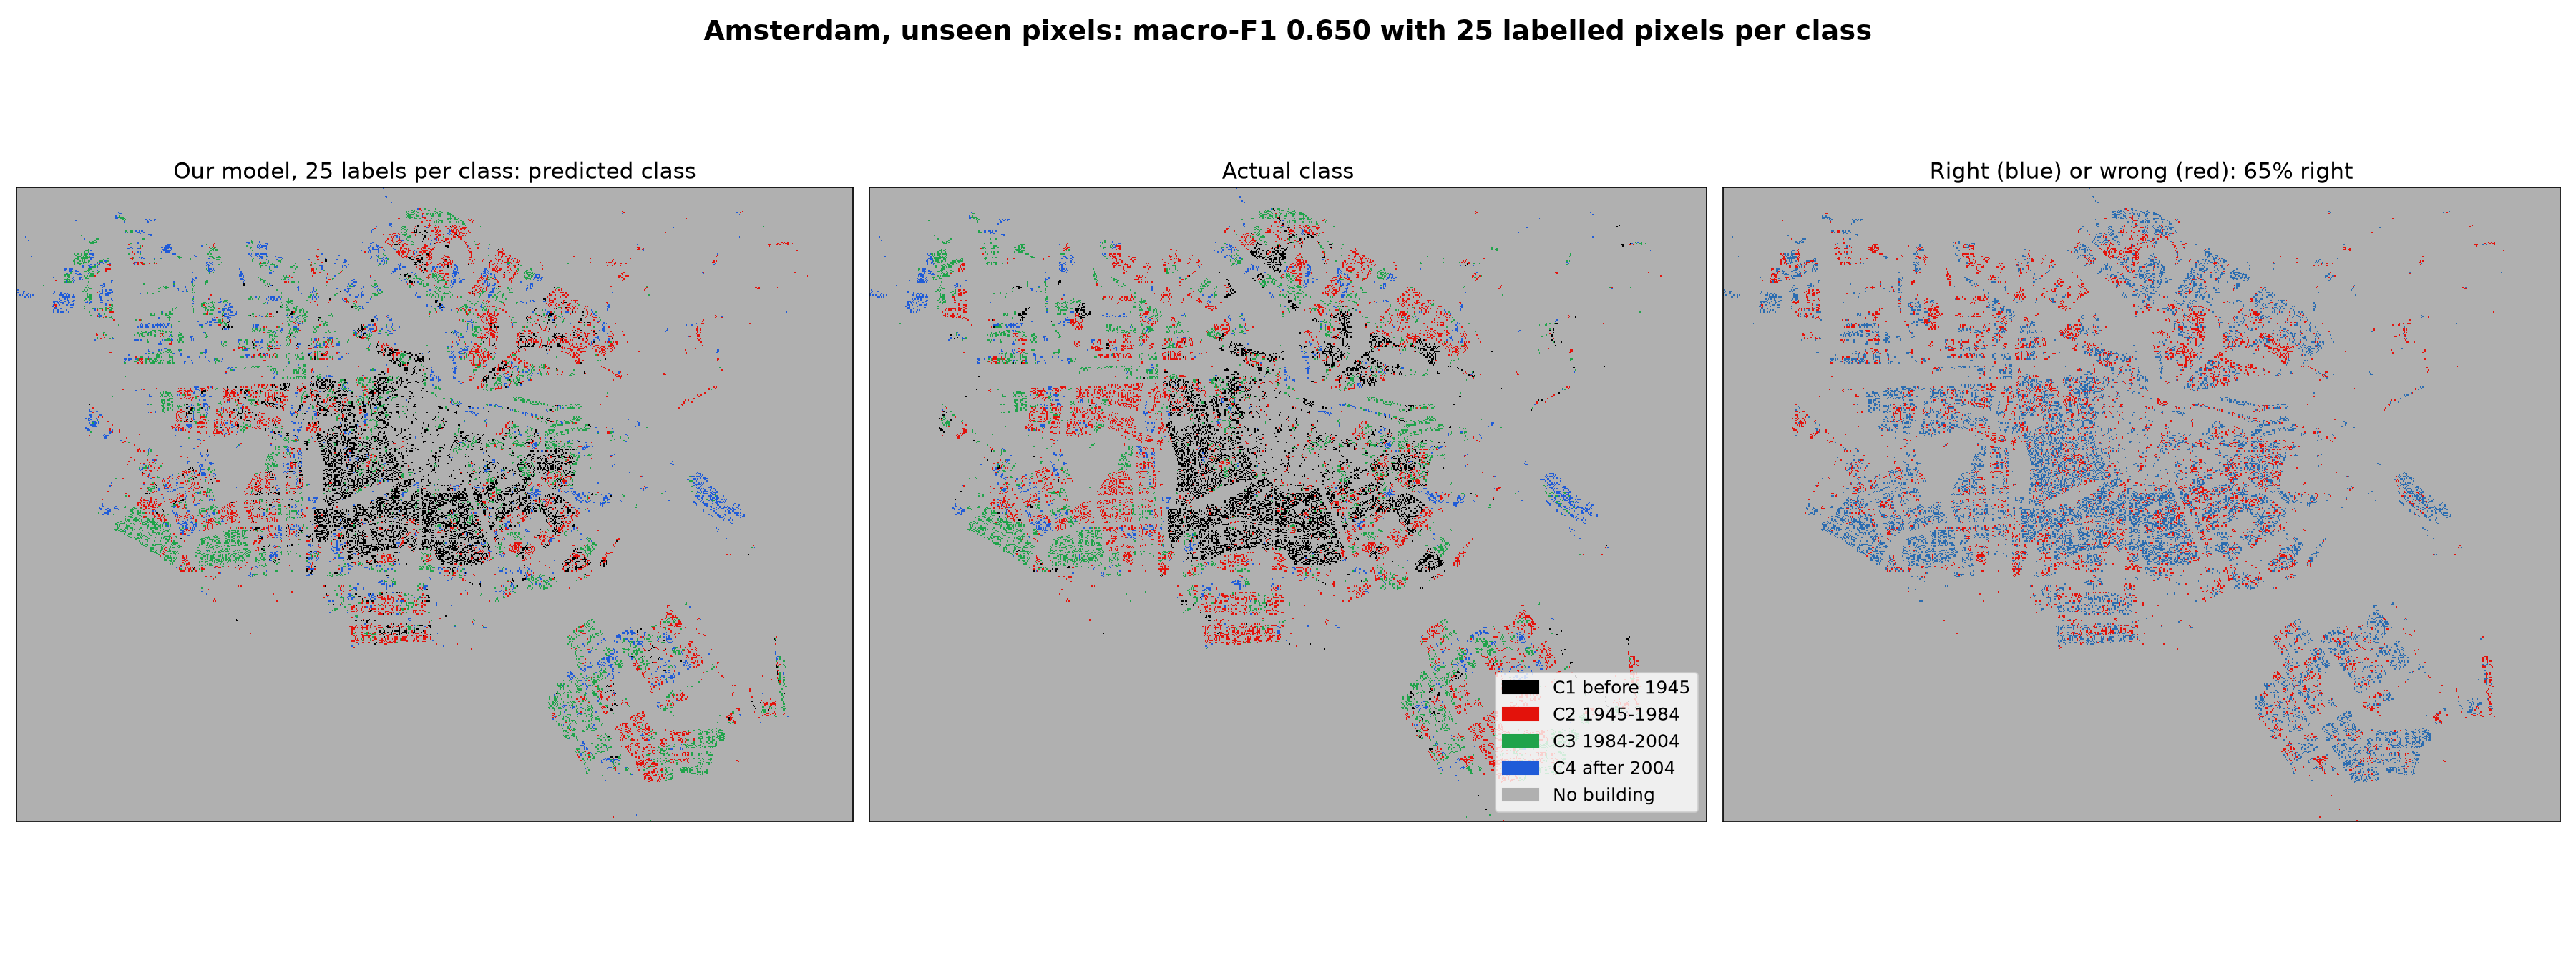 Amsterdam, unseen pixels: macro-F1 0.650 with 25 labelled pixels per class
Our model, 25 labels per class: predicted class
Actual class
Right (blue) or wrong (red): 65% right
C1 before 1945
C2 1945-1984
C3 1984-2004
C4 after 2004
No building